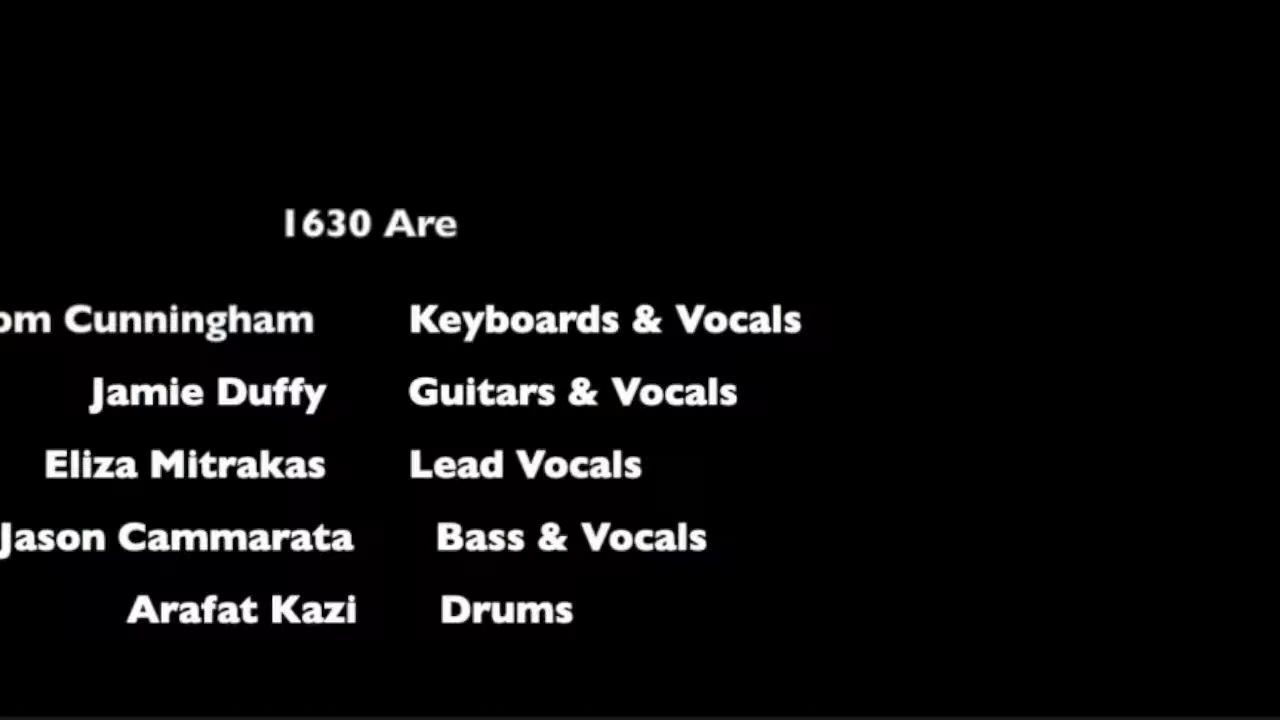 1630 Are
om Cunningham Keyboards & Vocals
Jamie Duffy Guitars & Vocals
Eliza Mitrakas Lead Vocals
Jason Cammarata Bass & Vocals
Arafat Kazi Drums